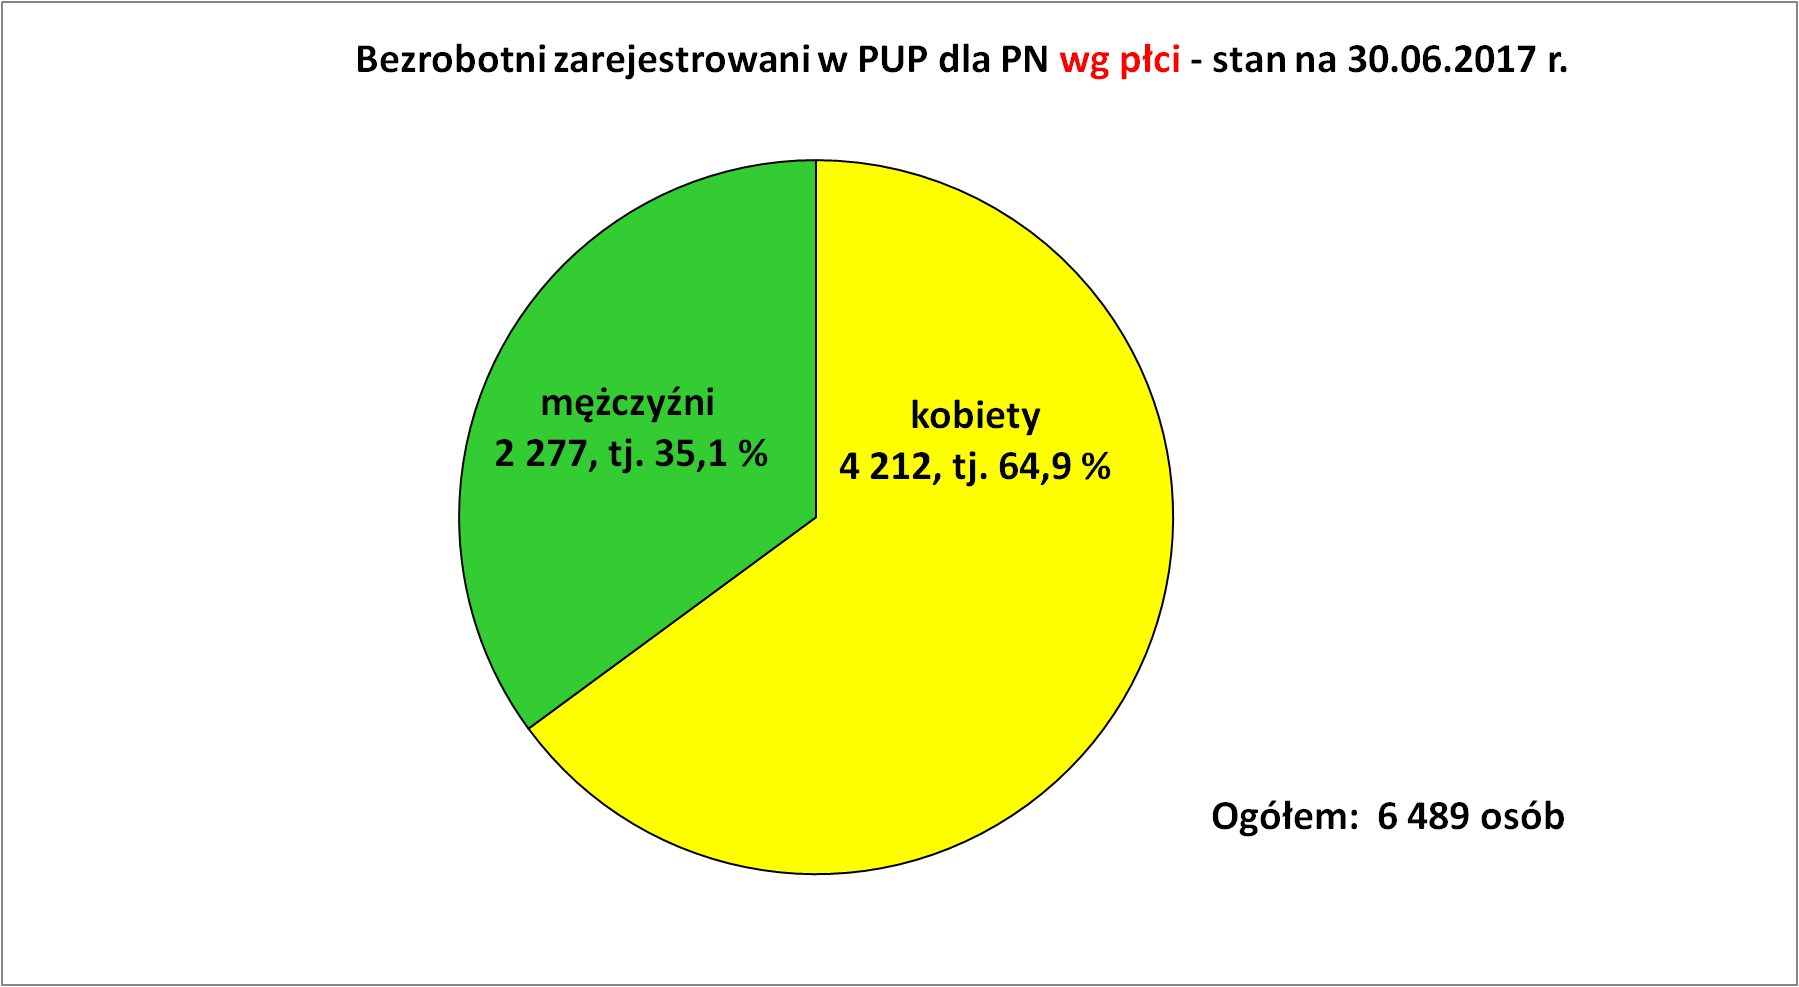 Bezrobotni zarejestrowani w PUP dla PN wg płci - stan na 30.06.2017 r.
mężczyźni
2 277, tj. 35,1 %
kobiety
4 212, tj. 64,9 %
Ogółem: 6 489 osób